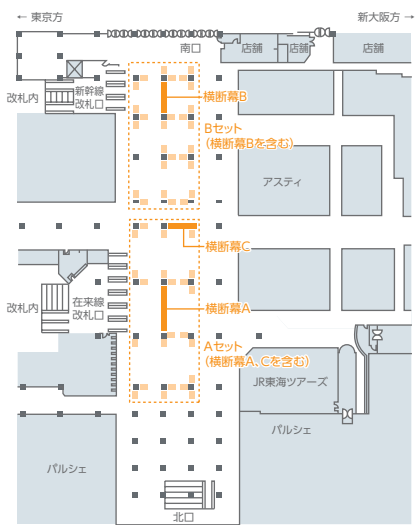 ← 東京方
新大阪方 →
南口
店舗
店舗
店舗
改札内
新幹線
改札口
横断幕B
Bセット
(横断幕Bを含む)
アスティ
横断幕C
改札内
在来線
改札口
横断幕A
Aセット
(横断幕A、Cを含む)
JR東海ツアーズ
パルシェ
パルシェ
北口